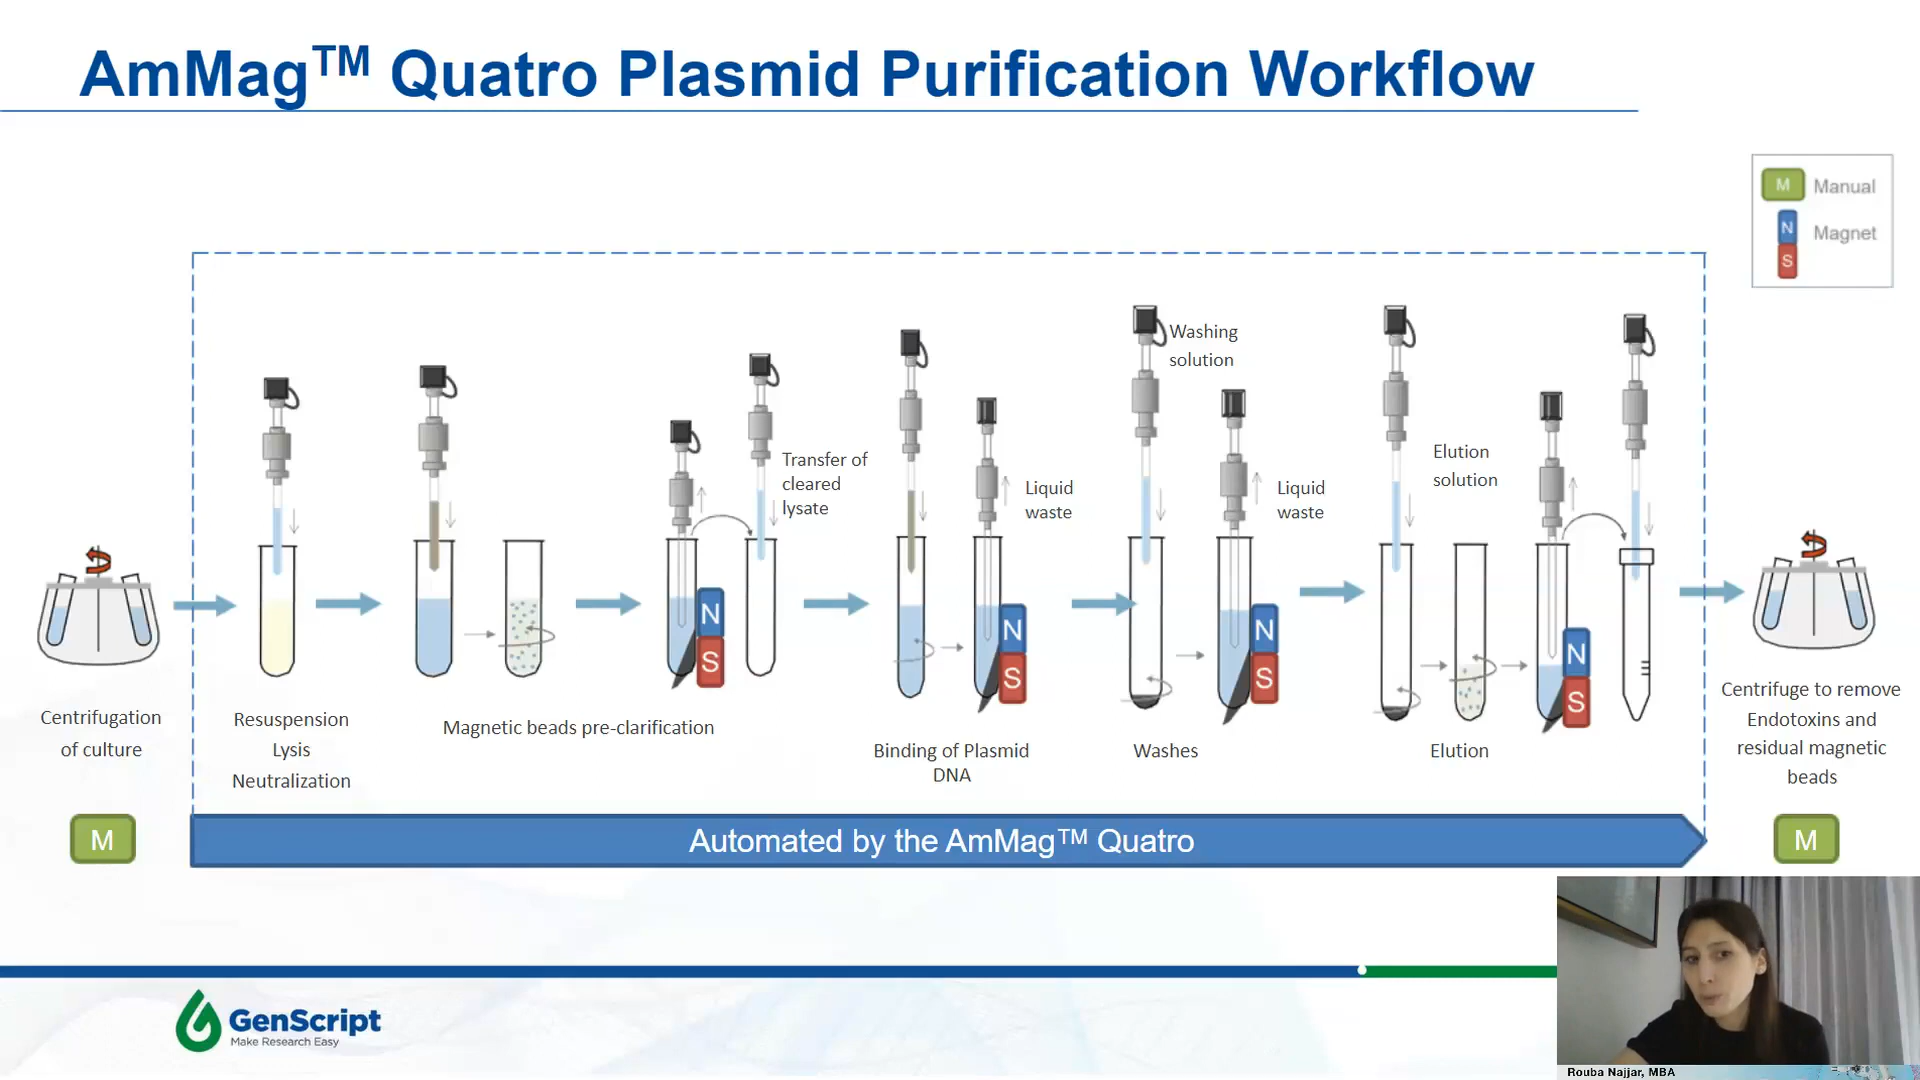 AmMag™ Quatro Plasmid Purification Workflow
M Manual
N
S
Magnet
Washing
solution
Transfer of
cleared
lysate
Liquid
waste
Liquid
waste
Elution
solution
N
S
N
S
N
S
N
S
Centrifugation
of culture
Resuspension
Lysis
Neutralization
Magnetic beads pre-clarification
Binding of Plasmid
DNA
Washes
Elution
Centrifuge to remove
Endotoxins and
residual magnetic
beads
M
Automated by the AmMag™ Quatro
M
GenScript
Make Research Easy
Rouba Najjar, MBA